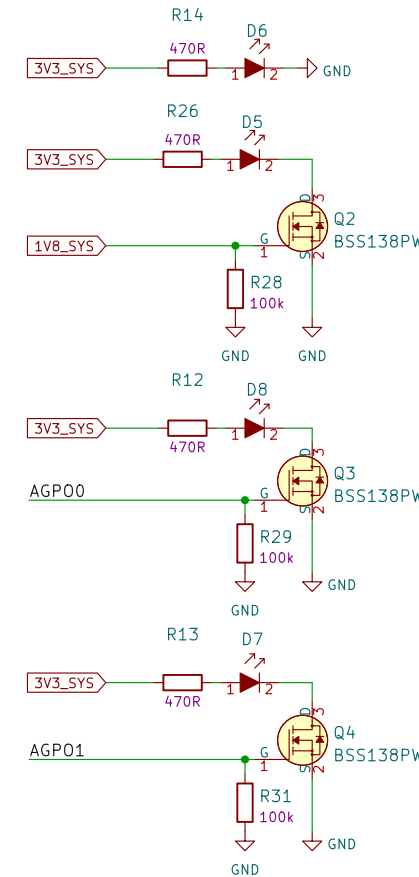 R14
470R
D6
3V3_SYS
1
2
GND
R26
470R
D5
3V3_SYS
1
2
D
3
Q2
BSS138PW
1V8_SYS
G
1
S
2
R28
100k
GND
GND
R12
D8
3V3_SYS
1
2
470R
D
3
Q3
BSS138PW
AGPO0
G
1
S
2
R29
100k
GND
GND
R13
D7
3V3_SYS
1
2
470R
D
3
Q4
BSS138PW
AGPO1
G
1
S
2
R31
100k
GND
GND